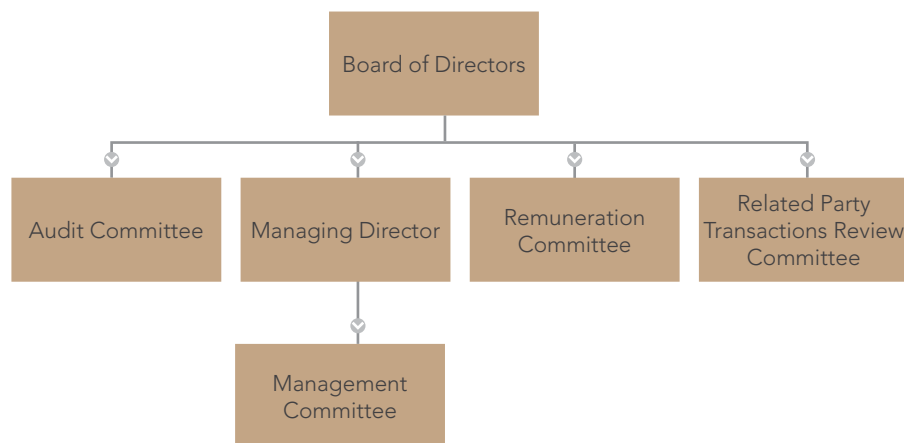 Board of Directors
Audit Committee
Managing Director
Remuneration
Committee
Related Party
Transactions Review
Committee
Management
Committee